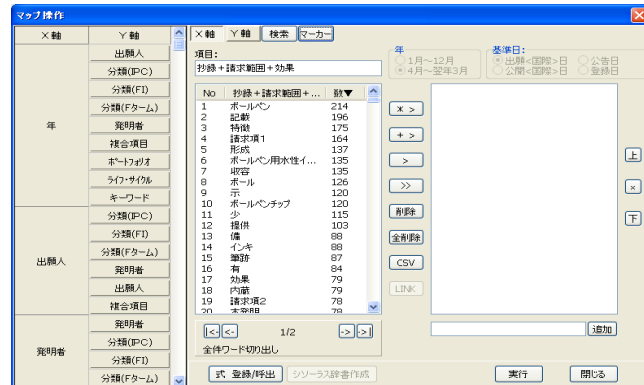 マップ操作
X軸 Y軸
年
出願人
分類(IPC)
分類(FI)
分類(Fターム)
発明者
複合項目
ポートフォリオ
ライフ・サイクル
キーワード
出願人
分類(IPC)
分類(FI)
分類(Fターム)
発明者
出願人
複合項目
発明者
発明者
分類(IPC)
分類(FI)
分類(Fターム)
X軸 Y軸 検索 マーカー
項目:
抄録+請求範囲+効果
年
1月~12月
4月~翌年3月
基準日:
出願<国際>日 公告日
公開<国際>日 登録日
No 抄録+請求範囲+... 数▼
1 ボールペン 214
2 記載 196
3 特徴 175
4 請求項1 164
5 形成 137
6 ボールペン用水性イ... 135
7 収容 135
8 ボール 126
9 示 120
10 ボールペンチップ 120
11 少 115
12 提供 103
13 備 88
14 インキ 88
15 筆跡 87
16 有 84
17 効果 79
18 内蔵 79
19 請求項2 78
20 本発明 78
* >
+ >
>
>>
削除
全削除
CSV
LINK
上
×
下
|<- <- 1/2 -> ->|
全件ワード切り出し
追加
式 登録/呼出 シソーラス辞書作成 実行 閉じる